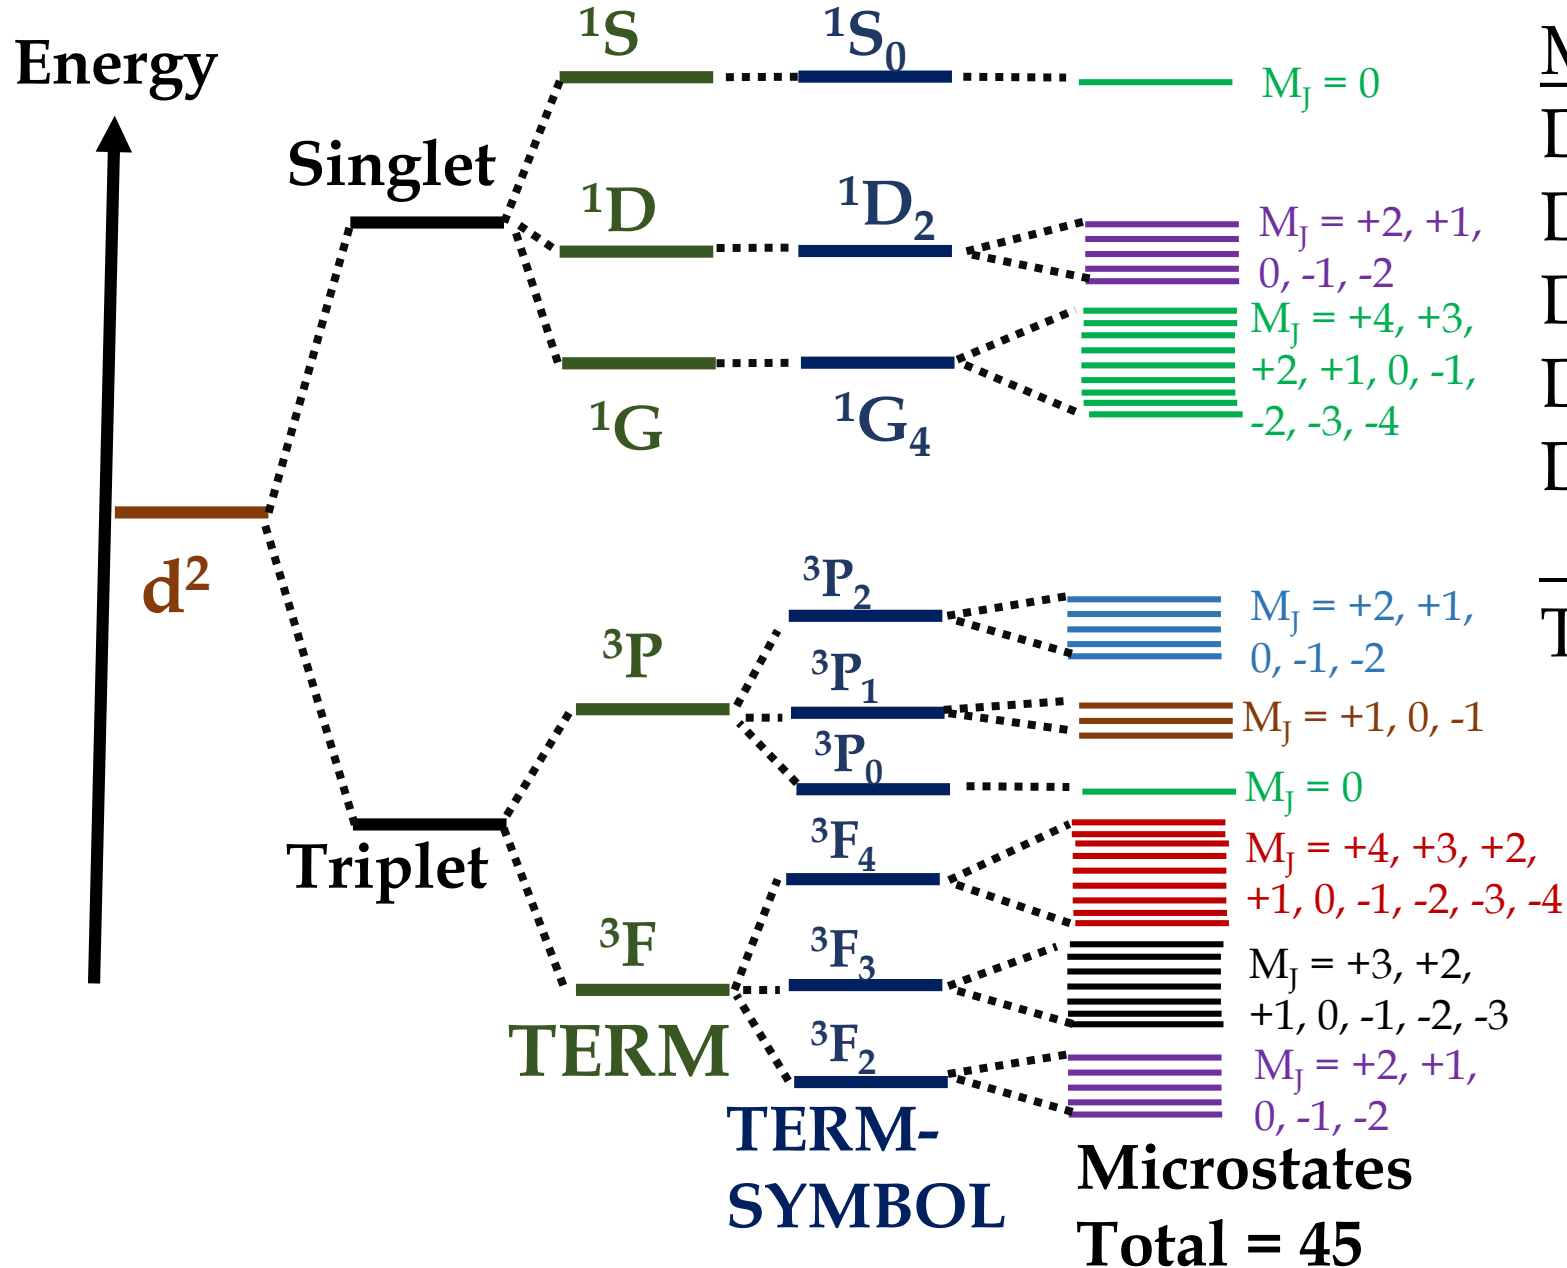 Energy
Singlet
d²
Triplet
¹S
¹S₀
M_J = 0
¹D
¹D₂
M_J = +2, +1,
0, -1, -2
¹G
¹G₄
M_J = +4, +3,
+2, +1, 0, -1,
-2, -3, -4
³P
³P₂
M_J = +2, +1,
0, -1, -2
³P₁
M_J = +1, 0, -1
³P₀
M_J = 0
³F
³F₄
M_J = +4, +3, +2,
+1, 0, -1, -2, -3, -4
³F₃
M_J = +3, +2,
+1, 0, -1, -2, -3
³F₂
M_J = +2, +1,
0, -1, -2
TERM
TERM-
SYMBOL
Microstates
Total = 45